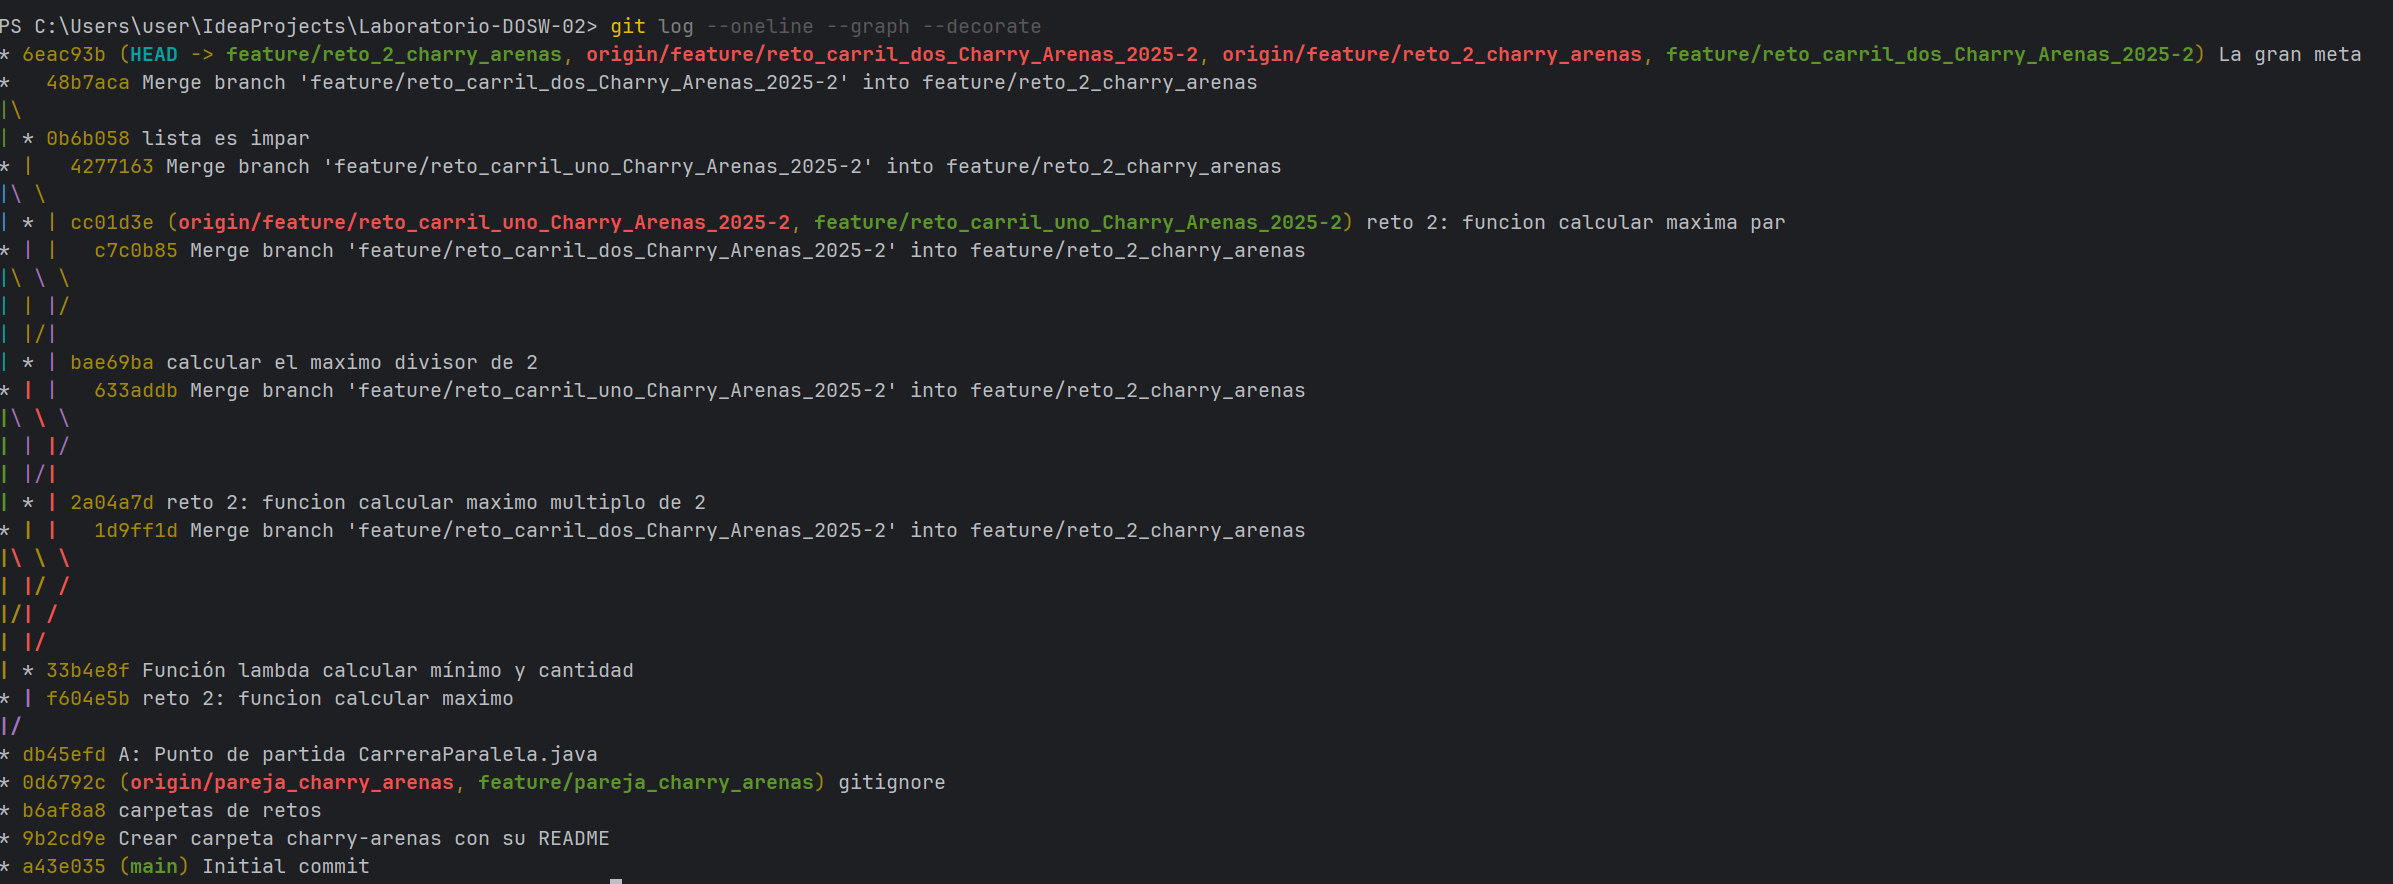 PS C:\Users\user\IdeaProjects\Laboratorio-DOSW-02> git log --oneline --graph --decorate
* 6eac93b (HEAD -> feature/reto_2_charry_arenas, origin/feature/reto_carril_dos_Charry_Arenas_2025-2, origin/feature/reto_2_charry_arenas, feature/reto_carril_dos_Charry_Arenas_2025-2) La gran meta
*   48b7aca Merge branch 'feature/reto_carril_dos_Charry_Arenas_2025-2' into feature/reto_2_charry_arenas
|\
| * 0b6b058 lista es impar
* |   4277163 Merge branch 'feature/reto_carril_uno_Charry_Arenas_2025-2' into feature/reto_2_charry_arenas
|\ \
| * | cc01d3e (origin/feature/reto_carril_uno_Charry_Arenas_2025-2, feature/reto_carril_uno_Charry_Arenas_2025-2) reto 2: funcion calcular maxima par
* | |   c7c0b85 Merge branch 'feature/reto_carril_dos_Charry_Arenas_2025-2' into feature/reto_2_charry_arenas
|\ \ \
| | |/
| |/|
| * | bae69ba calcular el maximo divisor de 2
* | |   633addb Merge branch 'feature/reto_carril_uno_Charry_Arenas_2025-2' into feature/reto_2_charry_arenas
|\ \ \
| | |/
| |/|
| * | 2a04a7d reto 2: funcion calcular maximo multiplo de 2
* | |   1d9ff1d Merge branch 'feature/reto_carril_dos_Charry_Arenas_2025-2' into feature/reto_2_charry_arenas
|\ \ \
| |/ /
|/| /
| |/
| * 33b4e8f Función lambda calcular mínimo y cantidad
* | f604e5b reto 2: funcion calcular maximo
|/
* db45efd A: Punto de partida CarreraParalela.java
* 0d6792c (origin/pareja_charry_arenas, feature/pareja_charry_arenas) gitignore
* b6af8a8 carpetas de retos
* 9b2cd9e Crear carpeta charry-arenas con su README
* a43e035 (main) Initial commit